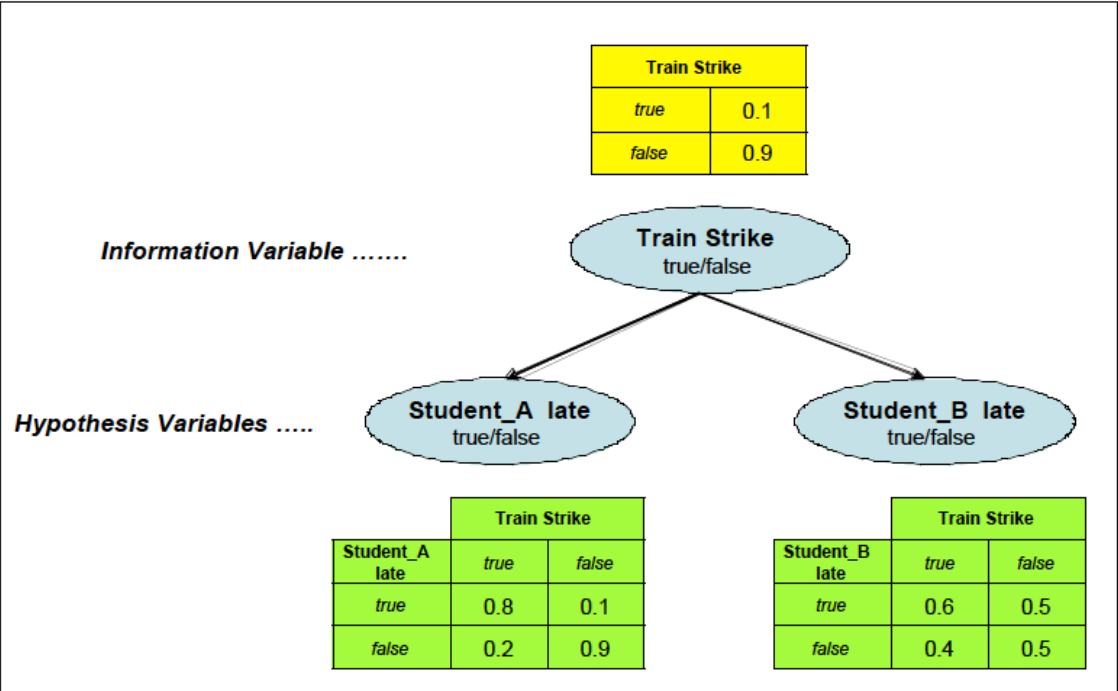 Train Strike
true 0.1
false 0.9
Information Variable .......
Train Strike
true/false
Hypothesis Variables .....
Student_A late
true/false
Student_B late
true/false
Train Strike
Student_A late true false
true 0.8 0.1
false 0.2 0.9
Train Strike
Student_B late true false
true 0.6 0.5
false 0.4 0.5